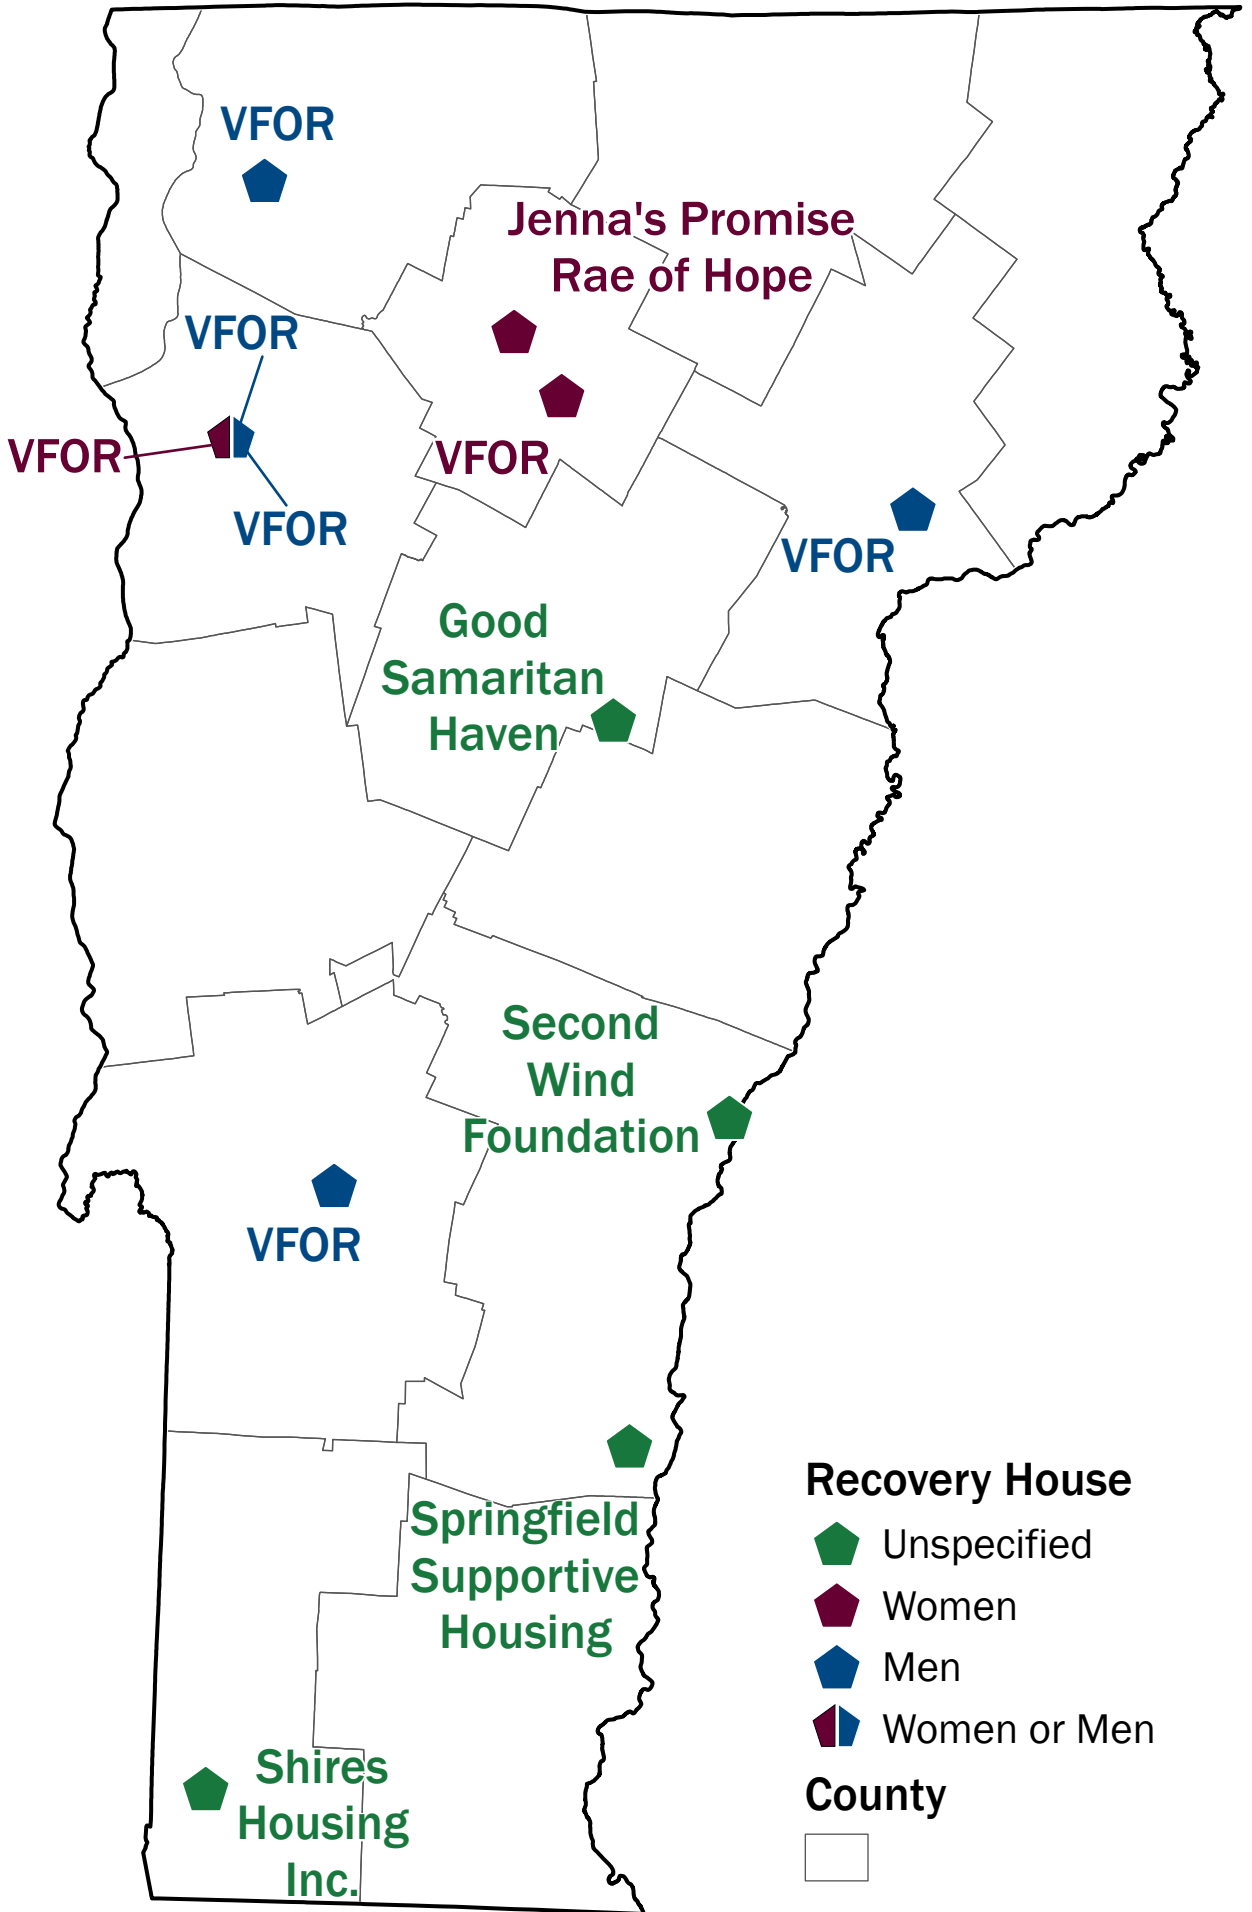 VFOR
Jenna's Promise
Rae of Hope
VFOR
VFOR
VFOR
VFOR
VFOR
Good
Samaritan
Haven
Second
Wind
Foundation
VFOR
Springfield
Supportive
Housing
Shires
Housing
Inc.
Recovery House
Unspecified
Women
Men
Women or Men
County